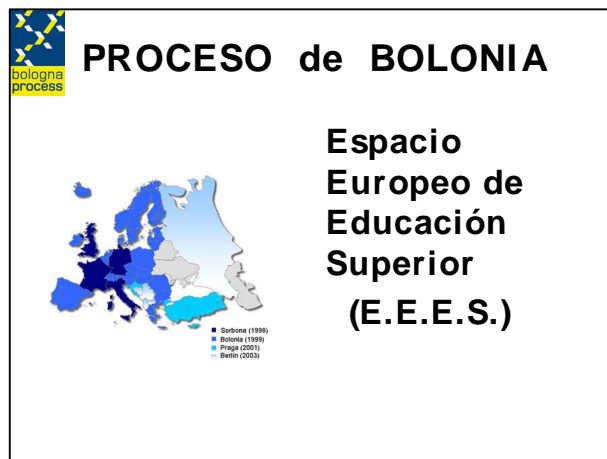 bologna
process
PROCESO de BOLONIA
Espacio
Europeo de
Educación
Superior
(E.E.E.S.)
Sorbona (1998)
Bolonia (1999)
Praga (2001)
Berlín (2003)